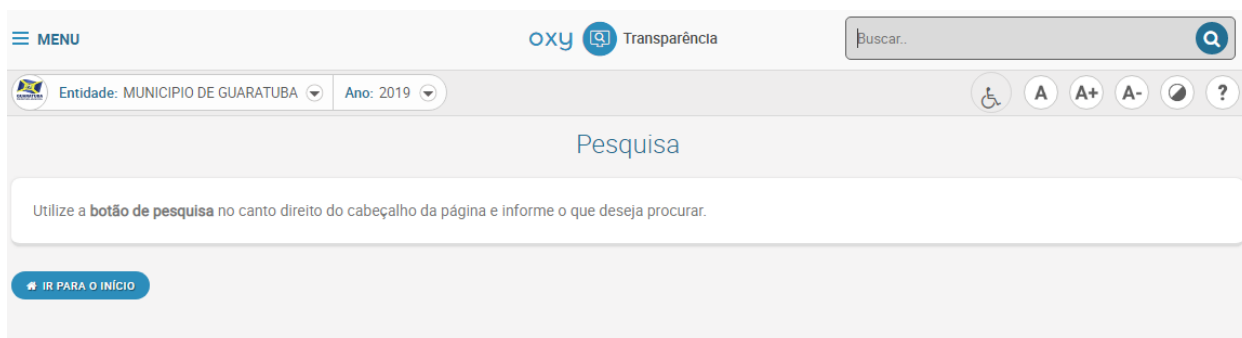 MENU
oxy Transparência
Buscar..
GUARATUBA
Entidade: MUNICIPIO DE GUARATUBA
Ano: 2019
A A+ A- ?
Pesquisa
Utilize a botão de pesquisa no canto direito do cabeçalho da página e informe o que deseja procurar.
IR PARA O INÍCIO